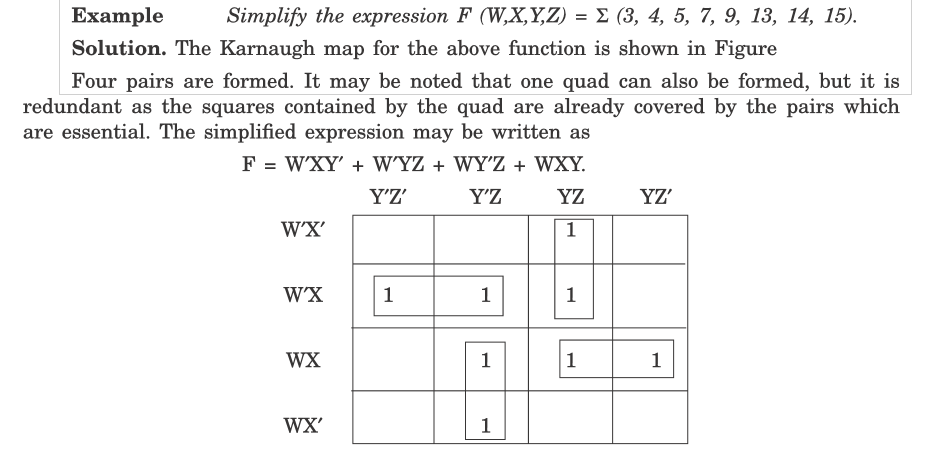 Example Simplify the expression F (W,X,Y,Z) = Σ (3, 4, 5, 7, 9, 13, 14, 15).
Solution. The Karnaugh map for the above function is shown in Figure
Four pairs are formed. It may be noted that one quad can also be formed, but it is
redundant as the squares contained by the quad are already covered by the pairs which
are essential. The simplified expression may be written as
F = W′XY′ + W′YZ + WY′Z + WXY.
Y′Z′ Y′Z YZ YZ′
W′X′ 1
W′X 1 1 1
WX 1 1 1
WX′ 1